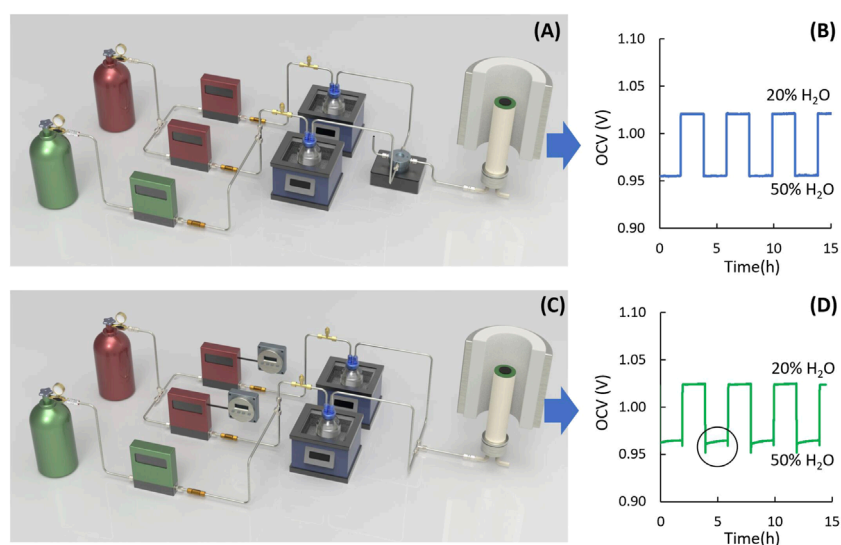 (A)
(B)
1.10
1.05
1.00
0.95
0.90
OCV (V)
20% H₂O
50% H₂O
0
5
10
15
Time(h)
(C)
(D)
1.10
1.05
1.00
0.95
0.90
OCV (V)
20% H₂O
50% H₂O
0
5
10
15
Time(h)